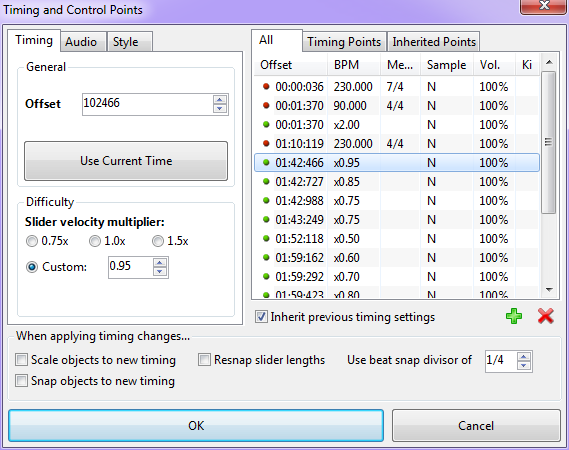 Timing and Control Points
Timing Audio Style
General
Offset 102466
Use Current Time
Difficulty
Slider velocity multiplier:
0.75x 1.0x 1.5x
Custom: 0.95
All Timing Points Inherited Points
Offset BPM Me... Sample Vol. Ki
00:00:036 230.000 7/4 N 100%
00:01:370 90.000 4/4 N 100%
00:01:370 x2.00 N 100%
01:10:119 230.000 4/4 N 100%
01:42:466 x0.95 N 100%
01:42:727 x0.85 N 100%
01:42:988 x0.75 N 100%
01:43:249 x0.75 N 100%
01:52:118 x0.50 N 100%
01:59:162 x0.60 N 100%
01:59:292 x0.70 N 100%
01:59:423 x0.80 N 100%
Inherit previous timing settings
When applying timing changes...
Scale objects to new timing Resnap slider lengths Use beat snap divisor of 1/4
Snap objects to new timing
OK Cancel